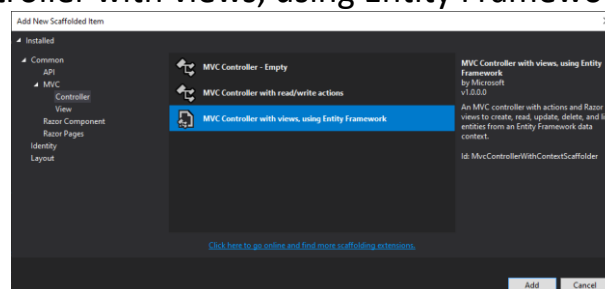 troller with views, using Entity Framewo
Add New Scaffolded Item
Installed
Common
API
MVC
Controller
View
Razor Component
Razor Pages
Identity
Layout
MVC Controller - Empty
MVC Controller with read/write actions
MVC Controller with views, using Entity Framework
Click here to go online and find more scaffolding extensions.
MVC Controller with views, using Entity
Framework
by Microsoft
v1.0.0.0
An MVC controller with actions and Razor
views to create, read, update, delete, and li
entities from an Entity Framework data
context.
Id: MvcControllerWithContextScaffolder
Add
Cancel